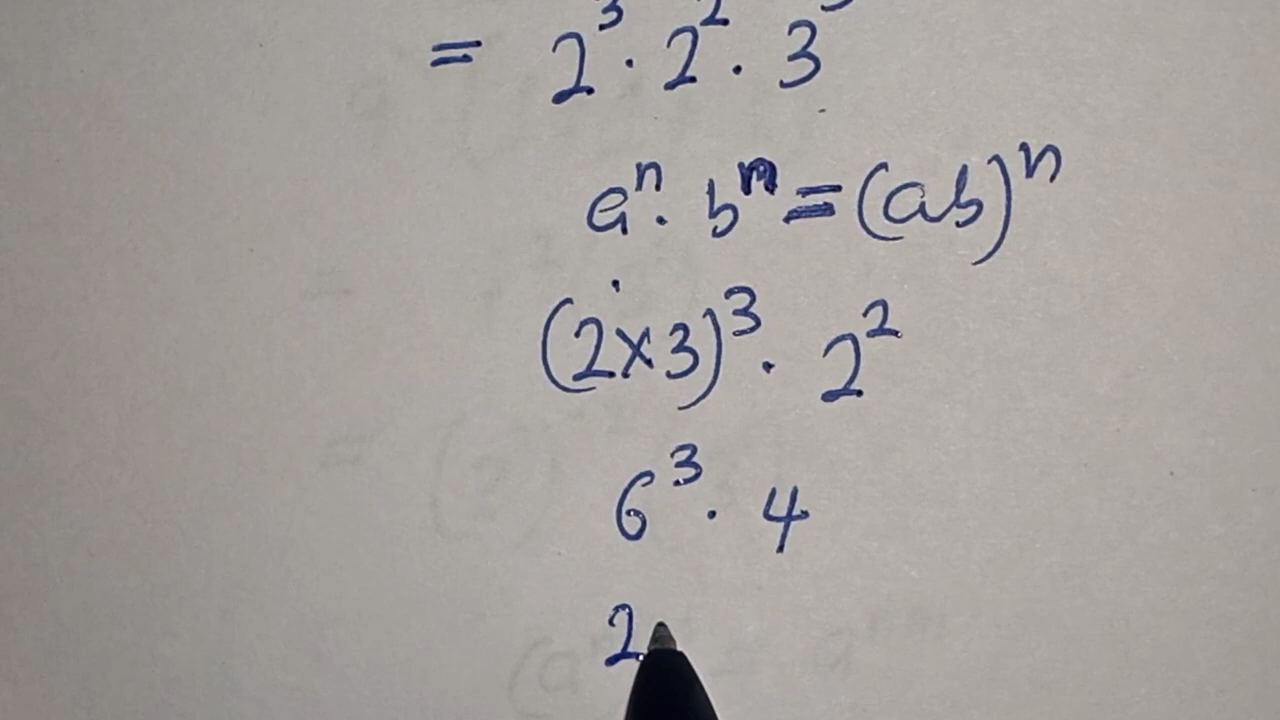 = 2³ · 2² · 3
aⁿ · bⁿ = (ab)ⁿ
(2×3)³ · 2²
6³ · 4
2